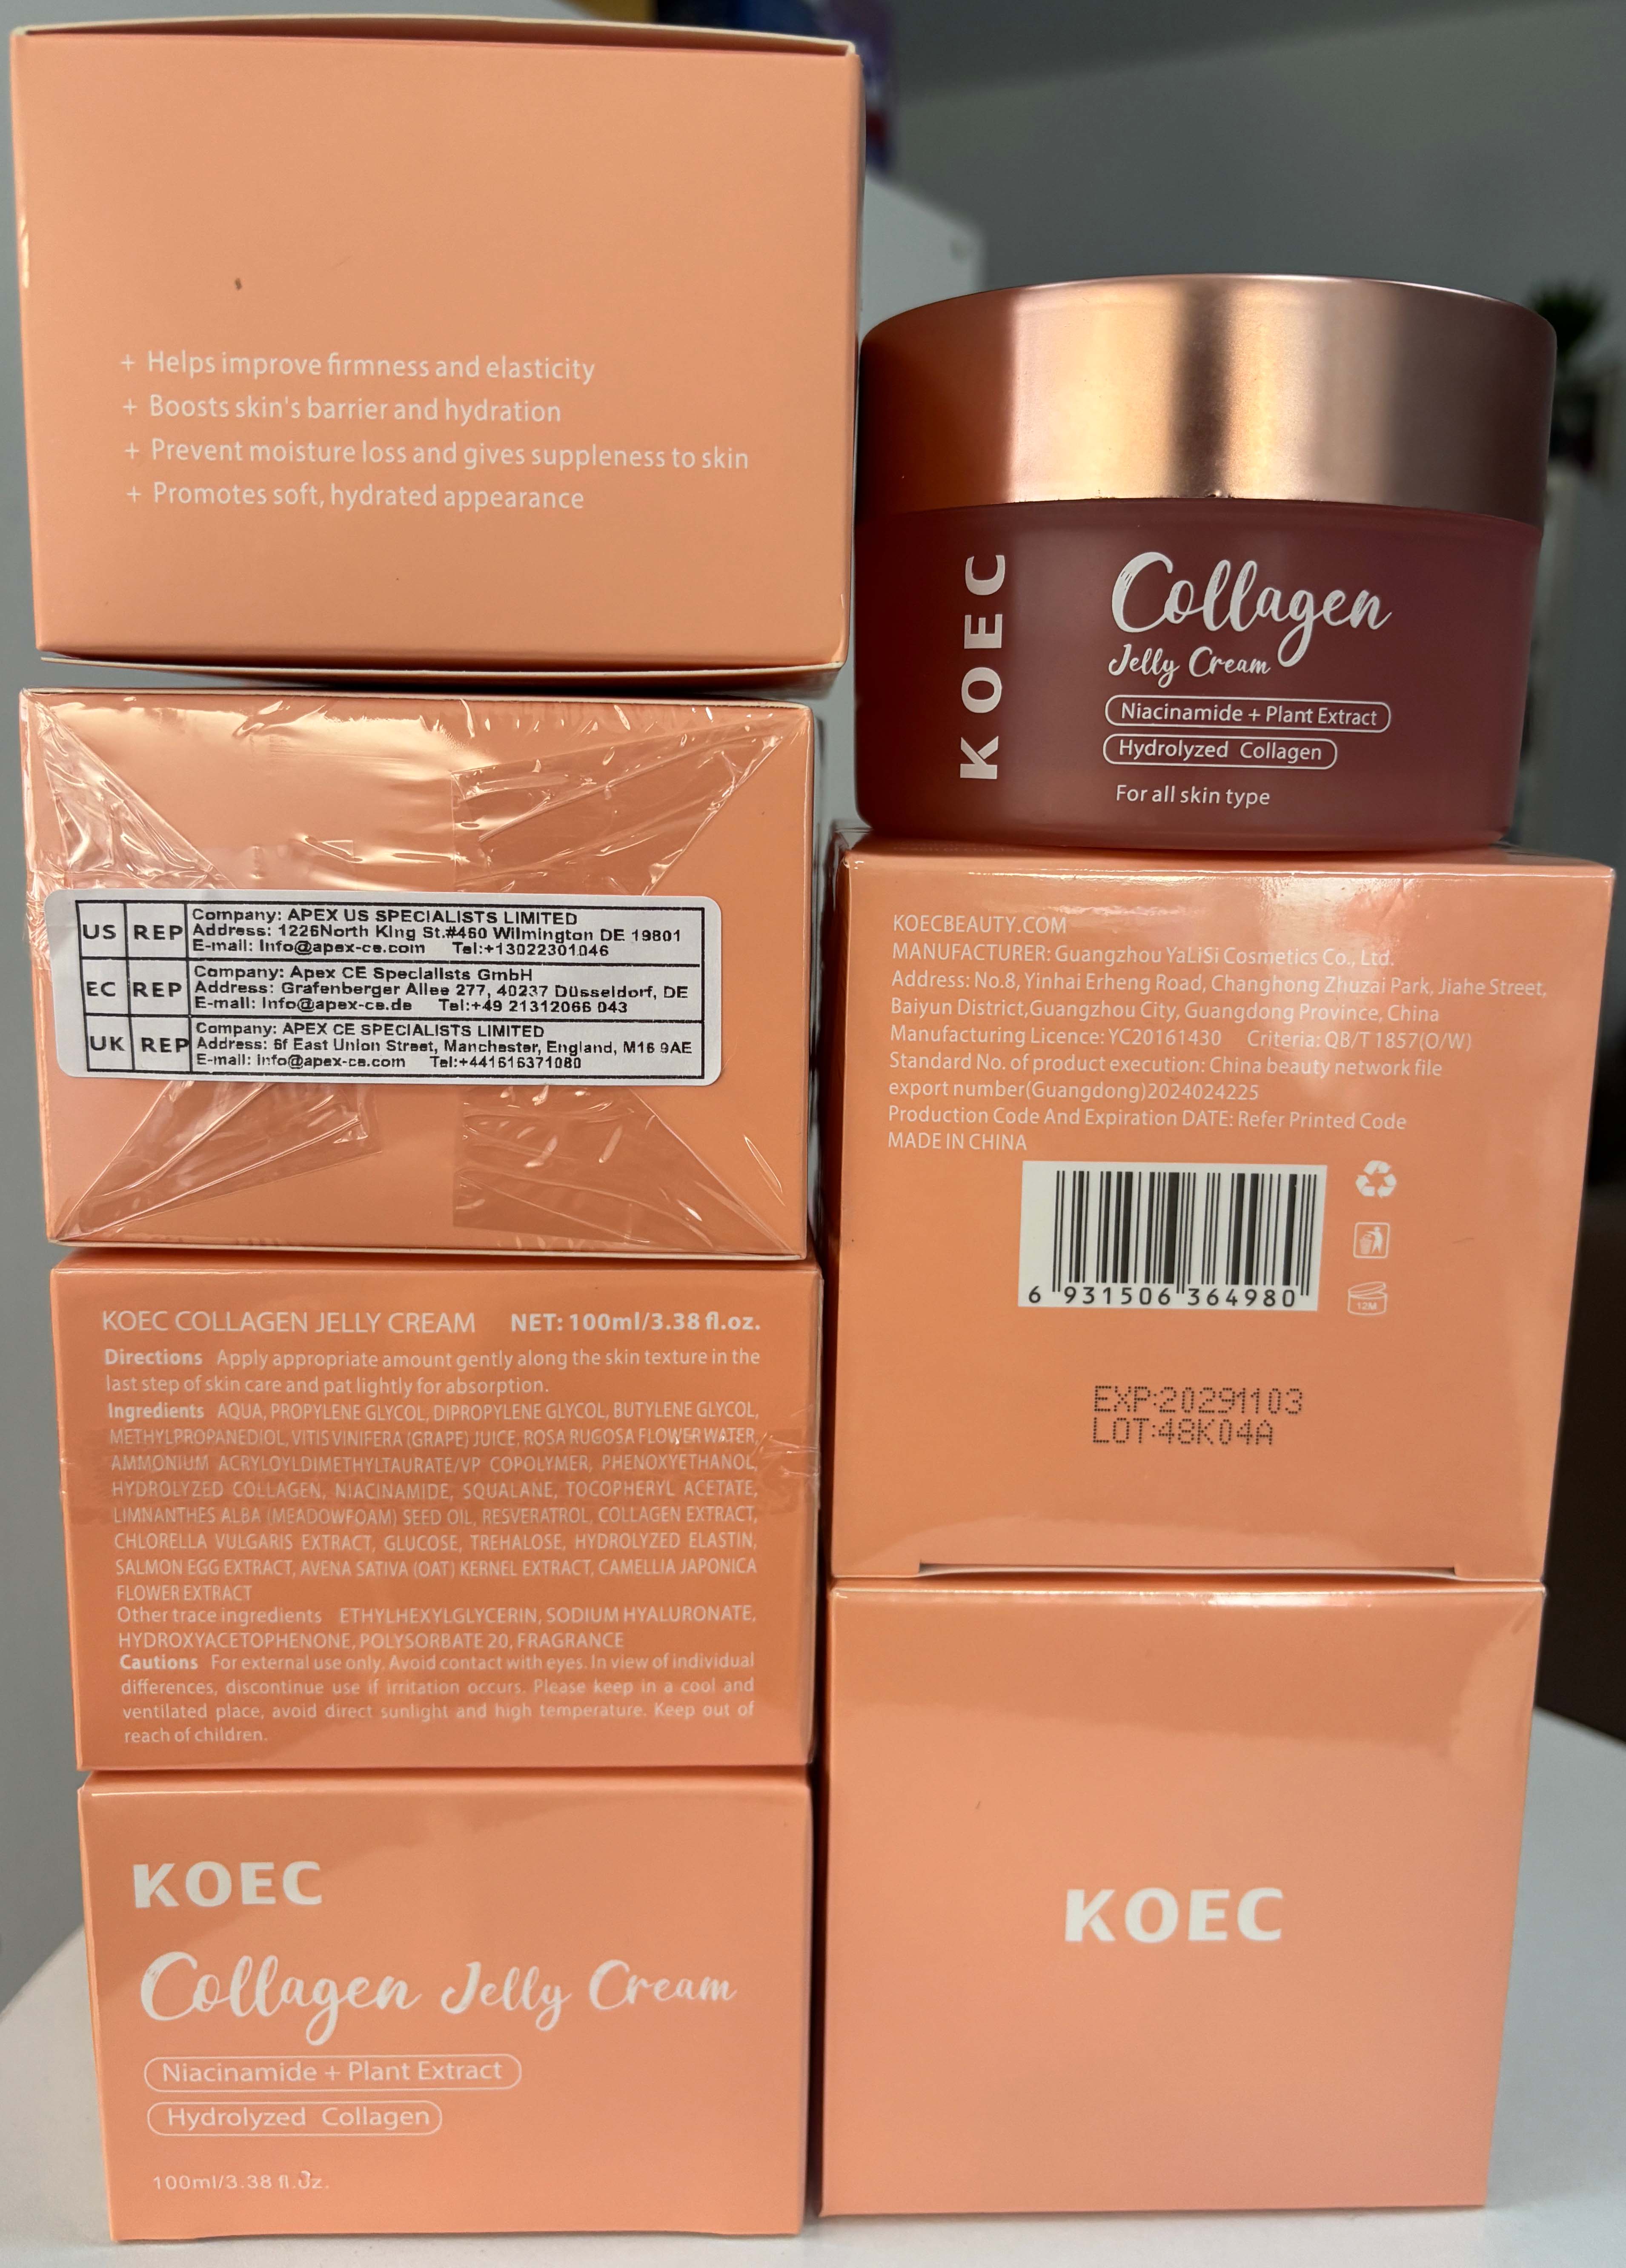 + Helps improve firmness and elasticity
+ Boosts skin's barrier and hydration
+ Prevent moisture loss and gives suppleness to skin
+ Promotes soft, hydrated appearance
US REP Company: APEX US SPECIALISTS LIMITED
Address: 1226North King St.#460 Wilmington DE 19801
E-mail: Info@apex-ce.com Tel:+13022301046
EC REP Company: Apex CE Specialists GmbH
Address: Grafenberger Allee 277, 40237 Düsseldorf, DE
E-mail: Info@apex-ce.de Tel:+49 21312066 043
UK REP Company: APEX CE SPECIALISTS LIMITED
Address: 6f East Union Street, Manchester, England, M16 9AE
E-mail: Info@apex-ce.com Tel:+441616371080
KOEC COLLAGEN JELLY CREAM NET: 100ml/3.38 fl.oz.
Directions Apply appropriate amount gently along the skin texture in the
last step of skin care and pat lightly for absorption.
Ingredients AQUA, PROPYLENE GLYCOL, DIPROPYLENE GLYCOL, BUTYLENE GLYCOL,
METHYLPROPANEDIOL, VITIS VINIFERA (GRAPE) JUICE, ROSA RUGOSA FLOWER WATER,
AMMONIUM ACRYLOYLDIMETHYLTAURATE/VP COPOLYMER, PHENOXYETHANOL,
HYDROLYZED COLLAGEN, NIACINAMIDE, SQUALANE, TOCOPHERYL ACETATE,
LIMNANTHES ALBA (MEADOWFOAM) SEED OIL, RESVERATROL, COLLAGEN EXTRACT,
CHLORELLA VULGARIS EXTRACT, GLUCOSE, TREHALOSE, HYDROLYZED ELASTIN,
SALMON EGG EXTRACT, AVENA SATIVA (OAT) KERNEL EXTRACT, CAMELLIA JAPONICA
FLOWER EXTRACT
Other trace ingredients ETHYLHEXYLGLYCERIN, SODIUM HYALURONATE,
HYDROXYACETOPHENONE, POLYSORBATE 20, FRAGRANCE
Cautions For external use only. Avoid contact with eyes. In view of individual
differences, discontinue use if irritation occurs. Please keep in a cool and
ventilated place, avoid direct sunlight and high temperature. Keep out of
reach of children.
KOEC
Collagen Jelly Cream
Niacinamide + Plant Extract
Hydrolyzed Collagen
100ml/3.38 fl.oz.
KOEC
Collagen
Jelly Cream
Niacinamide + Plant Extract
Hydrolyzed Collagen
For all skin type
KOECBEAUTY.COM
MANUFACTURER: Guangzhou YaLiSi Cosmetics Co., Ltd.
Address: No.8, Yinhai Erheng Road, Changhong Zhuzai Park, Jiahe Street,
Baiyun District,Guangzhou City, Guangdong Province, China
Manufacturing Licence: YC20161430 Criteria: QB/T 1857(O/W)
Standard No. of product execution: China beauty network file
export number(Guangdong)2024024225
Production Code And Expiration DATE: Refer Printed Code
MADE IN CHINA
6 931506 364980
12M
EXP:20291103
LOT:48K04A
KOEC